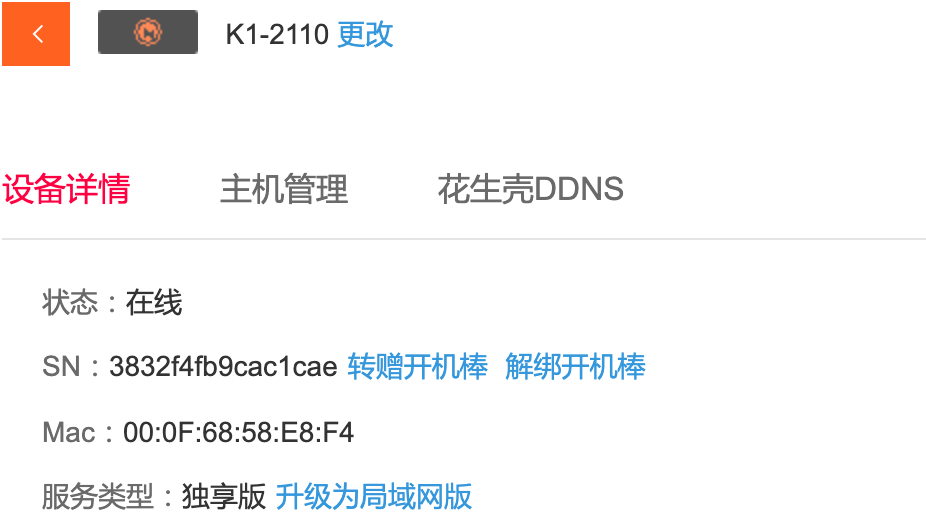 K1-2110 更改
设备详情 主机管理 花生壳DDNS
状态：在线
SN：3832f4fb9cac1cae 转赠开机棒 解绑开机棒
Mac：00:0F:68:58:E8:F4
服务类型：独享版 升级为局域网版